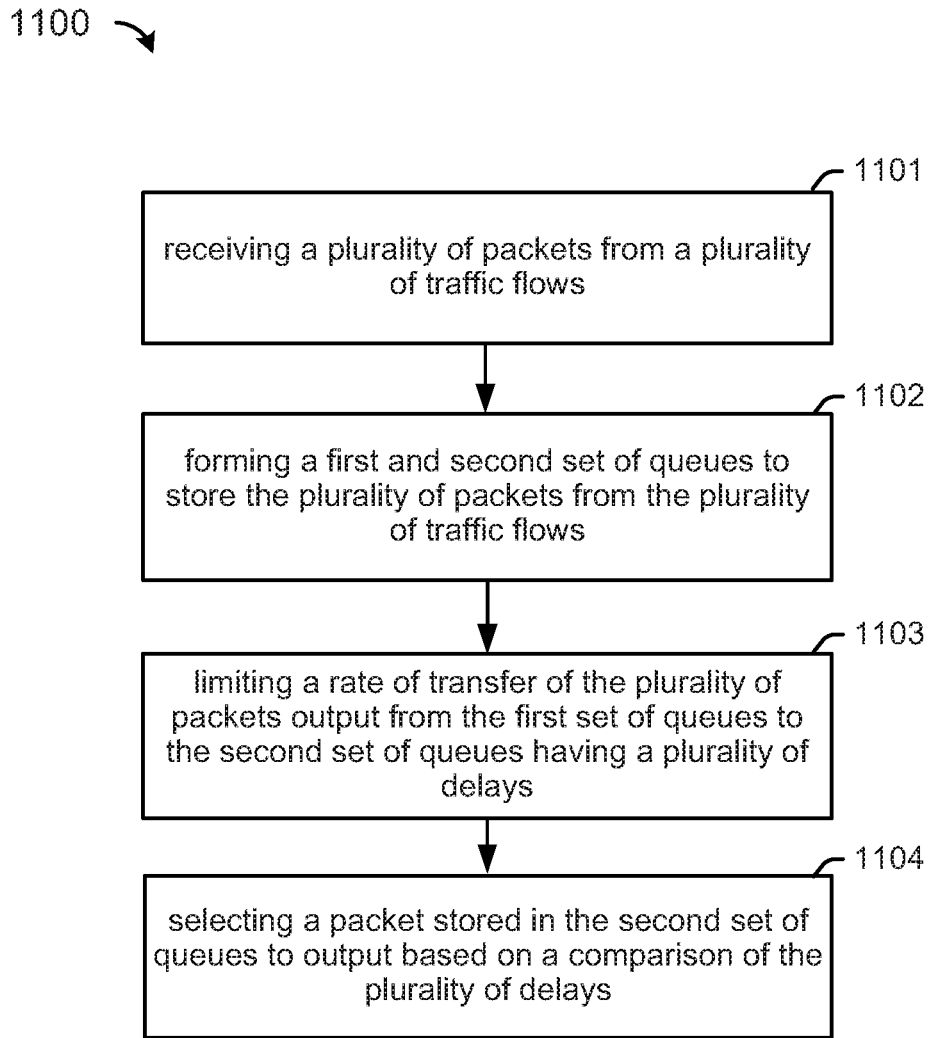 1100
1101
receiving a plurality of packets from a plurality
of traffic flows
1102
forming a first and second set of queues to
store the plurality of packets from the plurality
of traffic flows
1103
limiting a rate of transfer of the plurality of
packets output from the first set of queues to
the second set of queues having a plurality of
delays
1104
selecting a packet stored in the second set of
queues to output based on a comparison of the
plurality of delays